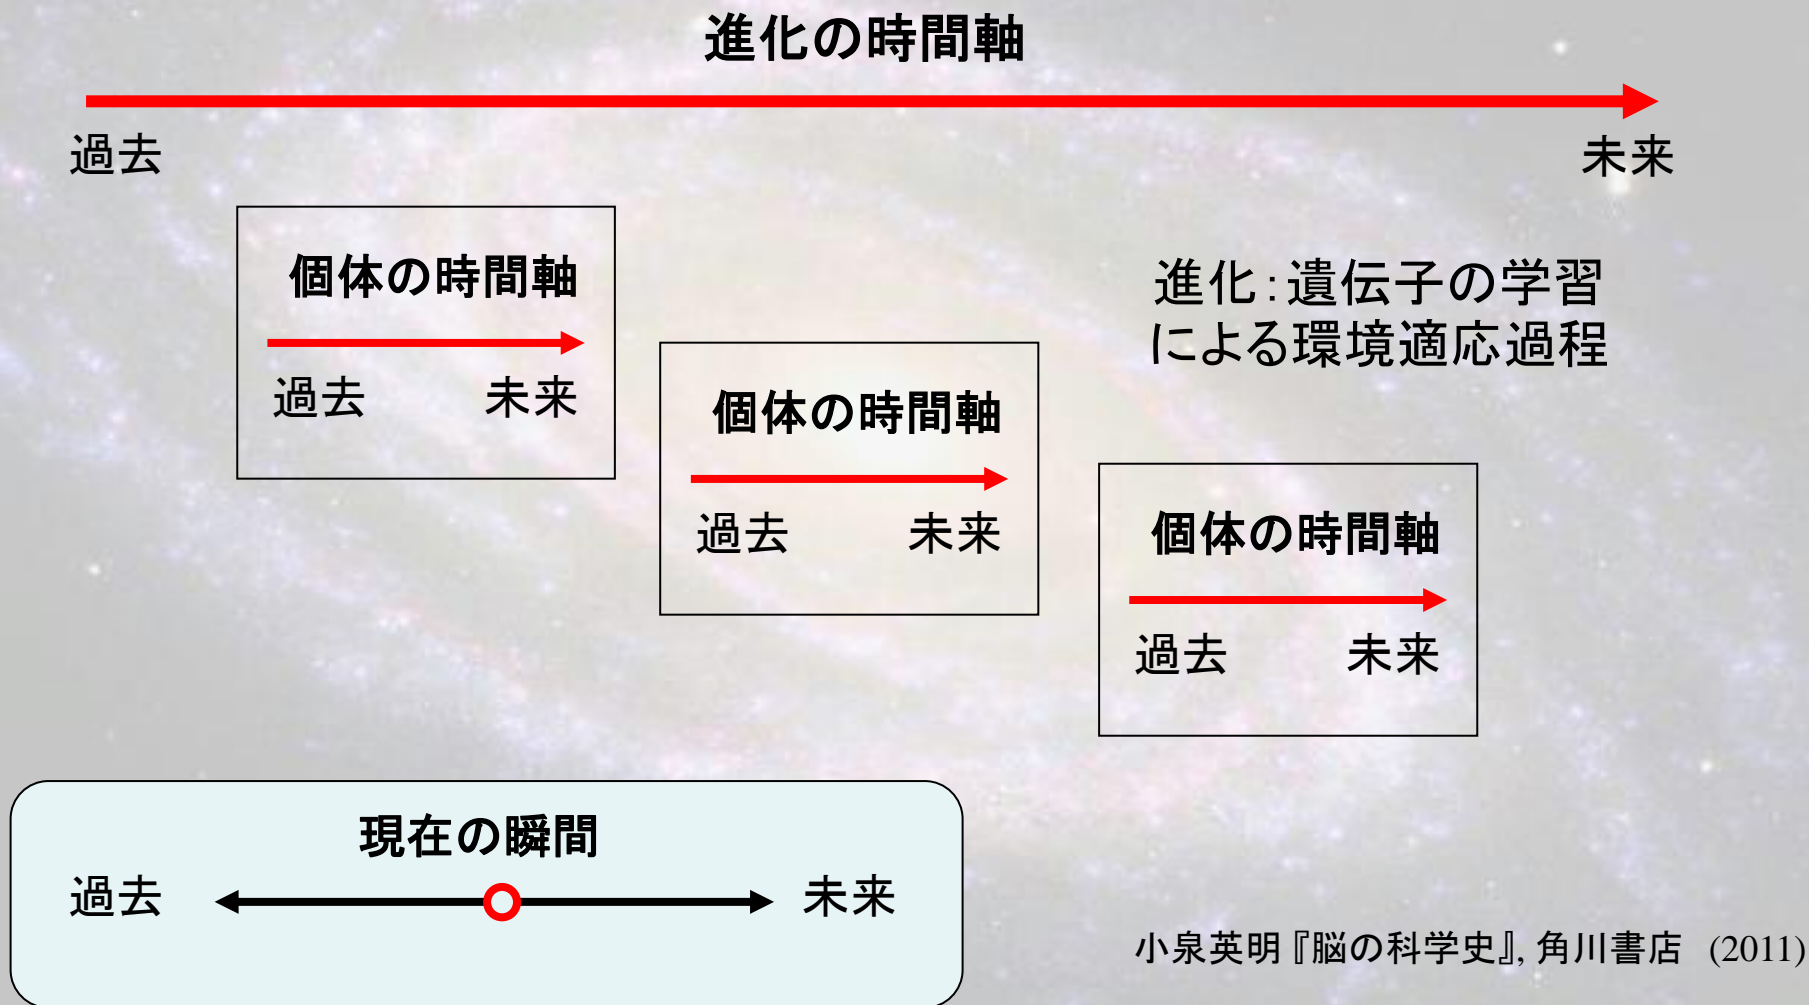 進化の時間軸
過去 未来
個体の時間軸
過去 未来
進化：遺伝子の学習
による環境適応過程
個体の時間軸
過去 未来
個体の時間軸
過去 未来
現在の瞬間
過去 未来
小泉英明『脳の科学史』, 角川書店 (2011)